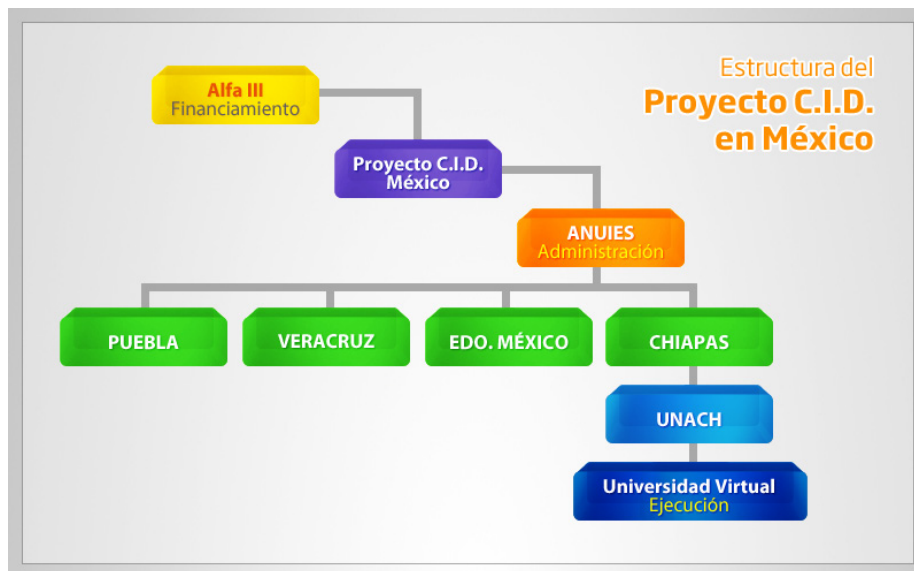 Estructura del
Proyecto C.I.D.
en México
Alfa III
Financiamiento
Proyecto C.I.D.
México
ANUIES
Administración
PUEBLA
VERACRUZ
EDO. MÉXICO
CHIAPAS
UNACH
Universidad Virtual
Ejecución